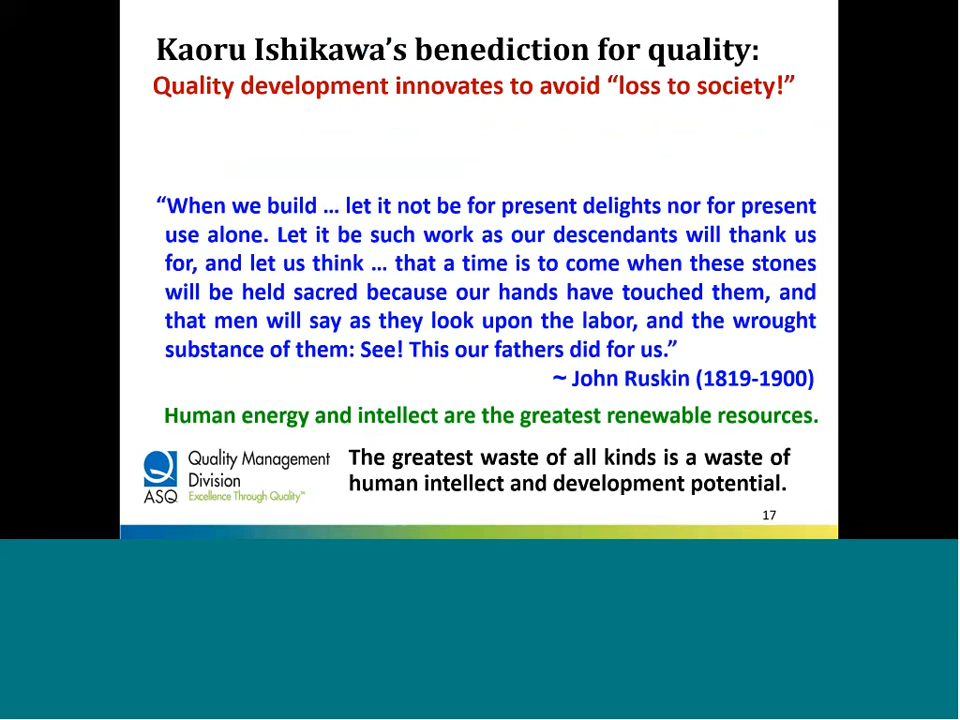 Kaoru Ishikawa’s benediction for quality:
Quality development innovates to avoid “loss to society!”
“When we build … let it not be for present delights nor for present
use alone. Let it be such work as our descendants will thank us
for, and let us think … that a time is to come when these stones
will be held sacred because our hands have touched them, and
that men will say as they look upon the labor, and the wrought
substance of them: See! This our fathers did for us.”
~ John Ruskin (1819-1900)
Human energy and intellect are the greatest renewable resources.
ASQ
Quality Management
Division
Excellence Through Quality™
The greatest waste of all kinds is a waste of
human intellect and development potential.
17